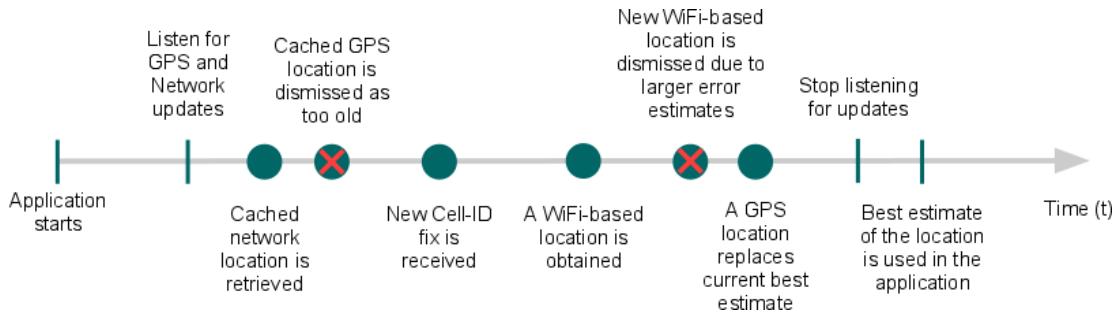 Application
starts
Listen for
GPS and
Network
updates
Cached
network
location is
retrieved
Cached GPS
location is
dismissed as
too old
New Cell-ID
fix is
received
A WiFi-based
location is
obtained
New WiFi-based
location is
dismissed due to
larger error
estimates
A GPS
location
replaces
current best
estimate
Stop listening
for updates
Best estimate
of the location
is used in the
application
Time (t)